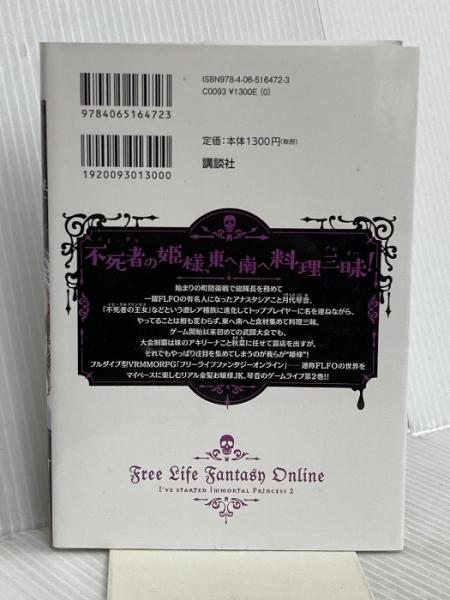 ISBN978-4-06-516472-3
C0093 ¥1300E (0)
9784065164723
定価:本体1300円(税別)
1920093013000
講談社
不死者の姫様、東へ南へ料理三昧!
始まりの町防衛戦で総隊長を務めて
一躍FLFOの有名人になったアナスタシアこと月代琴音。
「不死者の王女」などという激レア種族に進化してトップレイヤーに名を連ねながら、
やってることは相も変わらず、東へ南へと食材集めて料理三昧。
ゲーム開始以来初めての武闘大会でも、
大会制覇は妹のアキリーナこと秋菜に任せて露店を出すが、
それでもやっぱり注目を集めてしまうのが我らが“姫様”!
フルダイブ型VRMMORPG「フリーライフファンタジーオンライン」――通称FLFOの世界を
マイペースに楽しむリアル金髪お嬢様JK、琴音のゲームライフ第2巻!!
Free Life Fantasy Online
I've started Immortal Princess 2